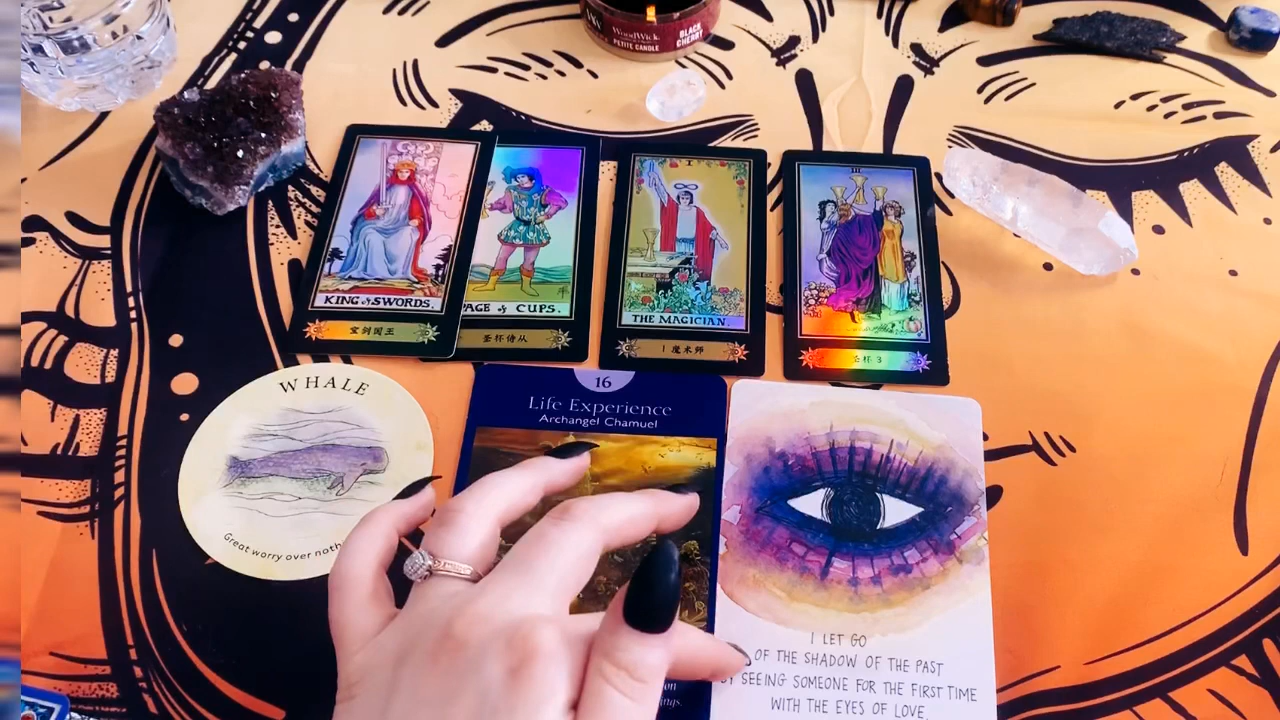 WoodWick
PETITE CANDLE
BLACK
CHERRY
KING of SWORDS.
宝剑国王
PAGE of CUPS.
圣杯侍从
I
THE MAGICIAN.
I 魔术师
III
圣杯 3
WHALE
Great worry over
16
Life Experience
Archangel Chamuel
I LET GO
OF THE SHADOW OF THE PAST
BY SEEING SOMEONE FOR THE FIRST TIME
WITH THE EYES OF LOVE.